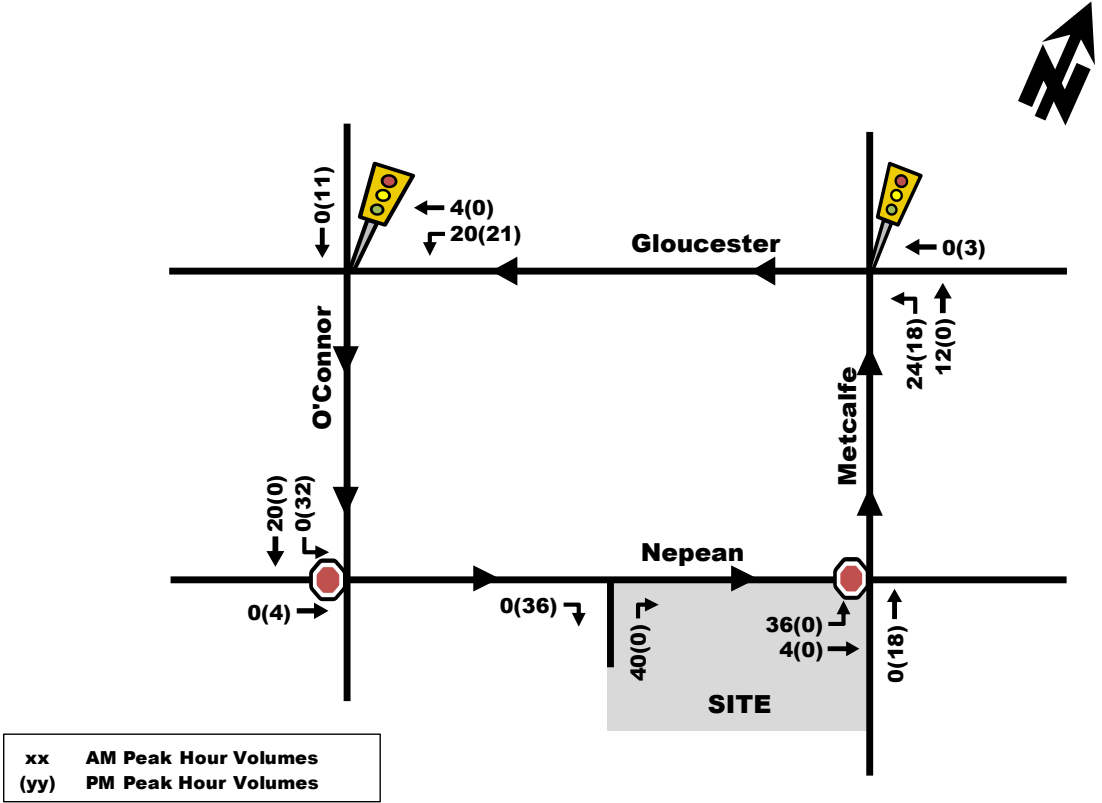 0(11)
4(0)
20(21)
Gloucester
0(3)
24(18)
12(0)
O'Connor
Metcalfe
20(0)
0(32)
Nepean
0(4)
0(36)
40(0)
36(0)
4(0)
0(18)
SITE
xx AM Peak Hour Volumes
(yy) PM Peak Hour Volumes